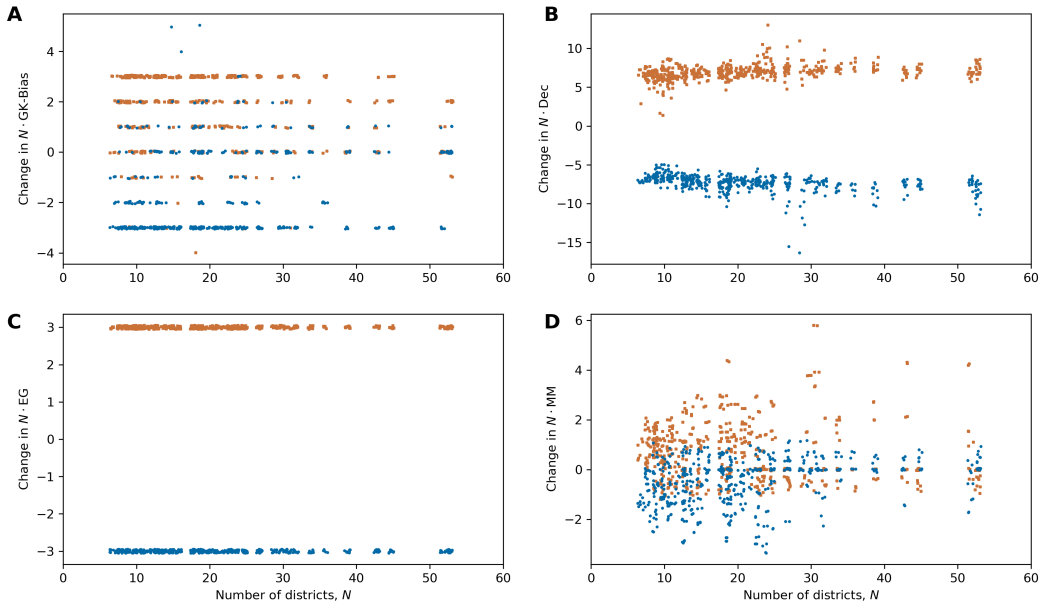 A
Change in N · GK-Bias
4
2
0
−2
−4
0 10 20 30 40 50 60
B
Change in N · Dec
10
5
0
−5
−10
−15
0 10 20 30 40 50 60
C
Change in N · EG
3
2
1
0
−1
−2
−3
0 10 20 30 40 50 60
Number of districts, N
D
Change in N · MM
6
4
2
0
−2
0 10 20 30 40 50 60
Number of districts, N